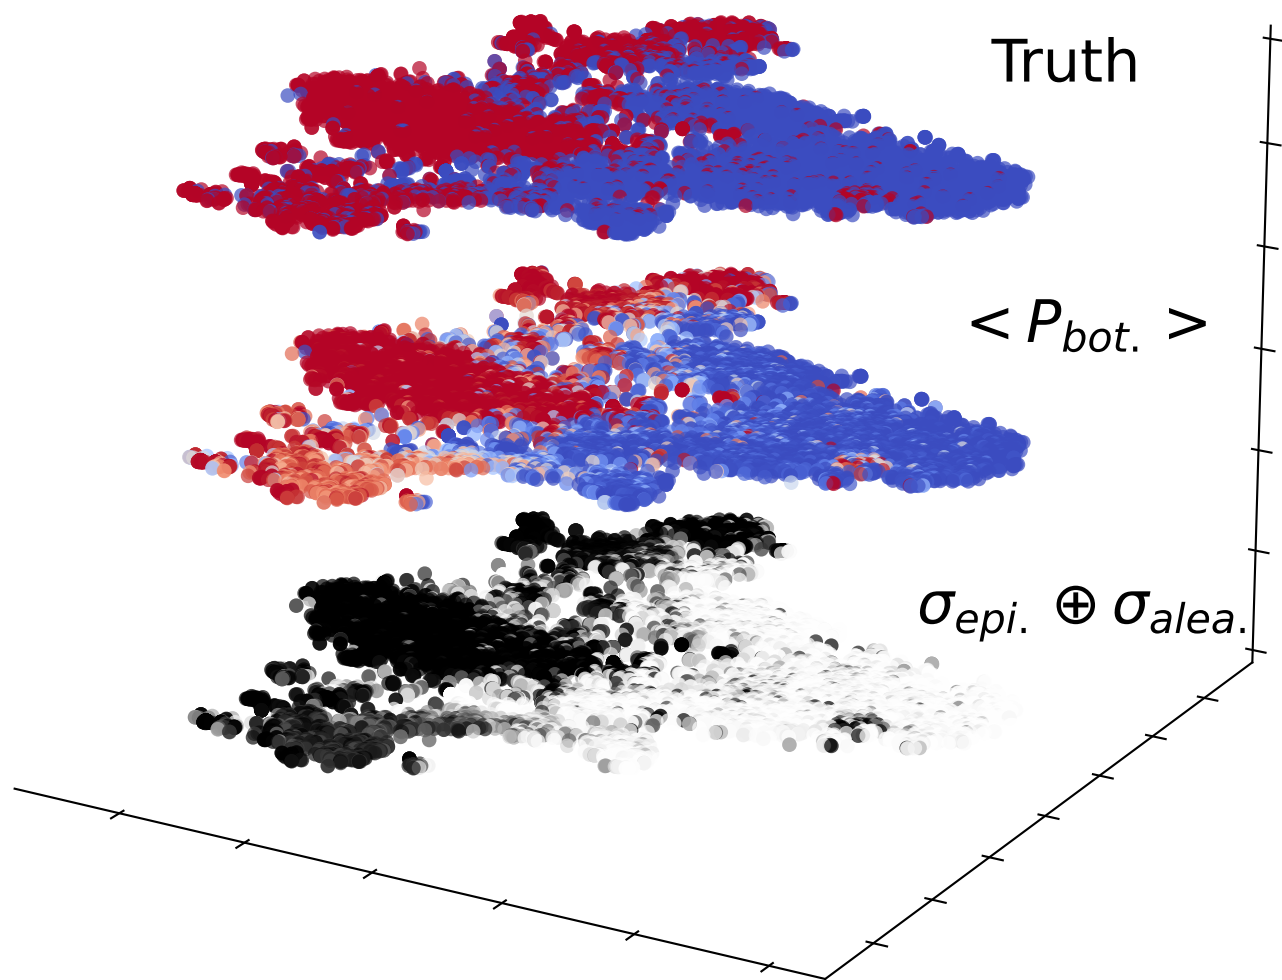 Truth
< P_bot. >
σ_epi. ⊕ σ_alea.